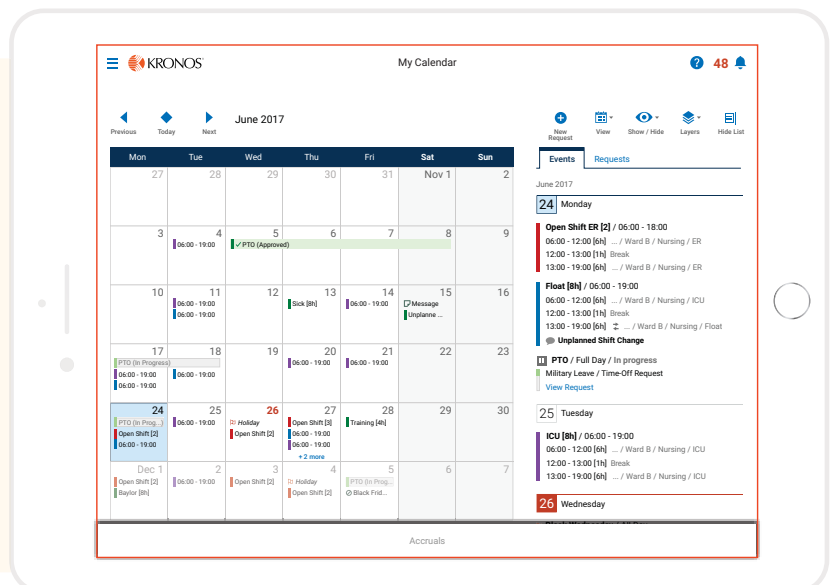 KRONOS
My Calendar
? 48
Previous Today Next June 2017
New Request View Show / Hide Layers Hide List
Mon Tue Wed Thu Fri Sat Sun
27 28 29 30 31 Nov 1 2
3 4 5 6 7 8 9
06:00 - 19:00 PTO (Approved)
10 11 12 13 14 15 16
06:00 - 19:00 Sick [8h] 06:00 - 19:00 Message
06:00 - 19:00 Unplanne ...
17 18 19 20 21 22 23
PTO (In Progress) 06:00 - 19:00 06:00 - 19:00
06:00 - 19:00 06:00 - 19:00
06:00 - 19:00
24 25 26 27 28 29 30
PTO (In Prog...) 06:00 - 19:00 Holiday Open Shift [3] Training [4h]
Open Shift [2] Open Shift [2] 06:00 - 19:00
06:00 - 19:00 06:00 - 19:00
+ 2 more
Dec 1 2 3 4 5 6 7
Open Shift [2] 06:00 - 19:00 Open Shift [2] Holiday PTO (In Prog...
Baylor [8h] Open Shift [2] Black Frid...
Events Requests
June 2017
24 Monday
Open Shift ER [2] / 06:00 - 18:00
06:00 - 12:00 [6h] ... / Ward B / Nursing / ER
12:00 - 13:00 [1h] Break
13:00 - 19:00 [6h] ... / Ward B / Nursing / ER
Float [8h] / 06:00 - 19:00
06:00 - 12:00 [6h] ... / Ward B / Nursing / ICU
12:00 - 13:00 [1h] Break
13:00 - 19:00 [6h] ... / Ward B / Nursing / Float
Unplanned Shift Change
PTO / Full Day / In progress
Military Leave / Time-Off Request
View Request
25 Tuesday
ICU [8h] / 06:00 - 19:00
06:00 - 12:00 [6h] ... / Ward B / Nursing / ICU
12:00 - 13:00 [1h] Break
13:00 - 19:00 [6h] ... / Ward B / Nursing / ICU
26 Wednesday
Accruals